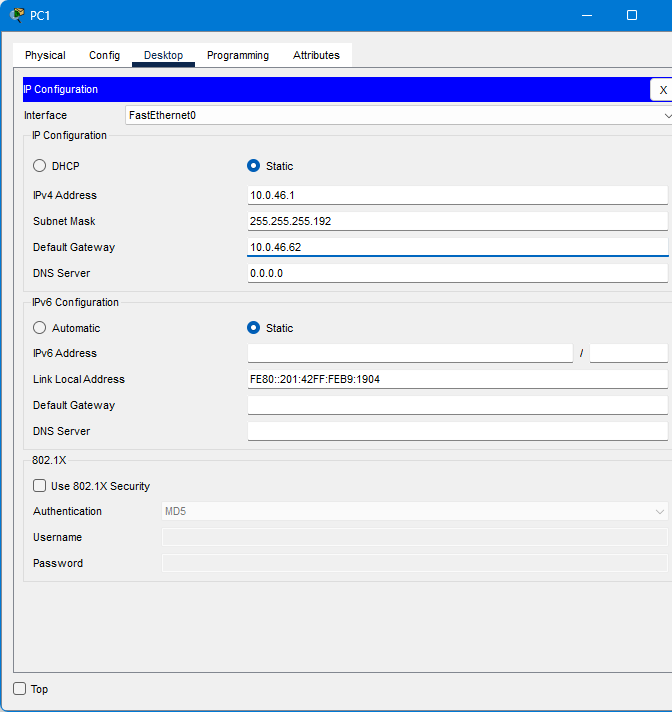 PC1
Physical Config Desktop Programming Attributes
IP Configuration X
Interface FastEthernet0
IP Configuration
DHCP Static
IPv4 Address 10.0.46.1
Subnet Mask 255.255.255.192
Default Gateway 10.0.46.62
DNS Server 0.0.0.0
IPv6 Configuration
Automatic Static
IPv6 Address /
Link Local Address FE80::201:42FF:FEB9:1904
Default Gateway
DNS Server
802.1X
Use 802.1X Security
Authentication MD5
Username
Password
Top